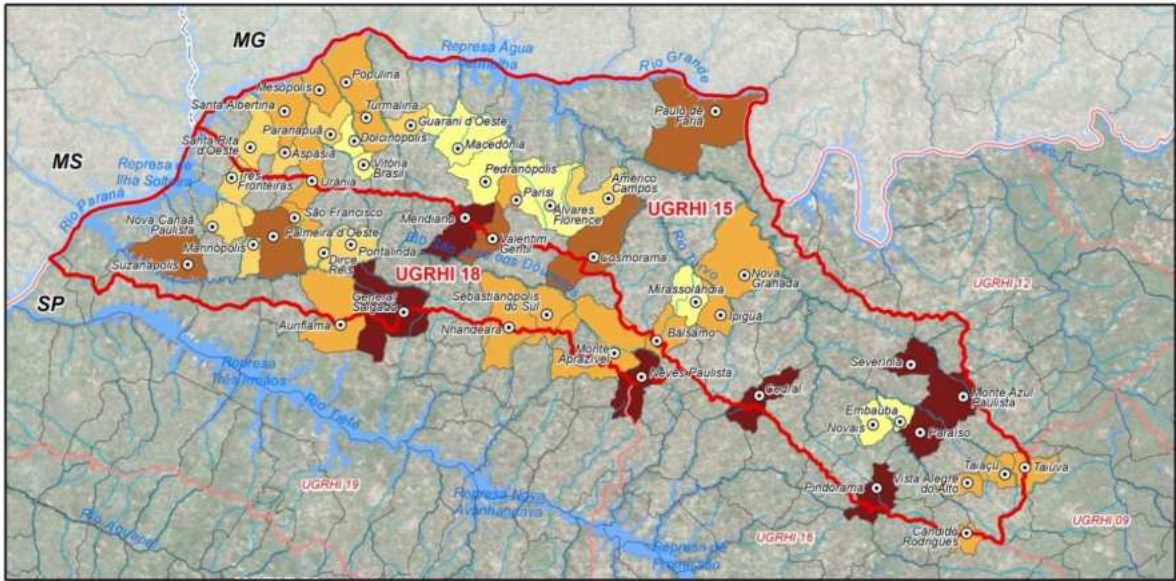 MG
Represa Água
Vermelha
Rio Grande
Populina
Mesópolis
Paulo de
Faria
Santa Albertina
Turmalina
Guarani d'Oeste
Paranapuã
Dolcinópolis
Santa Rita
d'Oeste
Macedônia
Aspásia
MS
Vitória
Brasil
Pedranópolis
Represa de
Ilha Solteira
Três
Fronteiras
Urânia
Parisi
Américo
Campos
Álvares
Florence
UGRHI 15
Rio Paraná
São Francisco
Meridiano
Nova Canaã
Paulista
Palmeira d'Oeste
Valentim
Gentil
Rio Turvo
Marinópolis
Pontalinda
Cosmorama
Suzanápolis
Dirce
Reis
UGRHI 18
Nova
Granada
Mirassolândia
UGRHI 12
SP
General
Salgado
Sebastianópolis
do Sul
Ipiguá
Auriflama
Nhandeara
Bálsamo
Represa
Três Irmãos
Monte
Aprazível
Neves Paulista
Severínia
Cedral
Monte Azul
Paulista
Rio Tietê
Embaúba
Novais
Paraíso
Taiaçu
Taiúva
UGRHI 19
Pindorama
Vista Alegre
do Alto
Represa Nova
Avanhandava
Rio Aguapeí
UGRHI 16
Cândido
Rodrigues
UGRHI 09
Represa de
Promissão